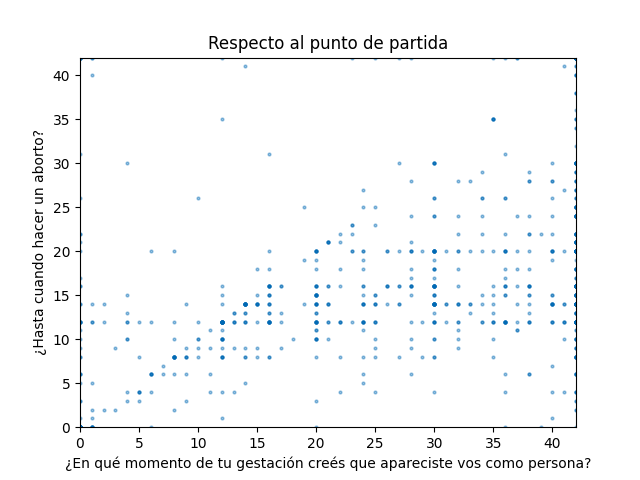 Respecto al punto de partida
¿Hasta cuando hacer un aborto?
40
35
30
25
20
15
10
5
0
0 5 10 15 20 25 30 35 40
¿En qué momento de tu gestación creés que apareciste vos como persona?